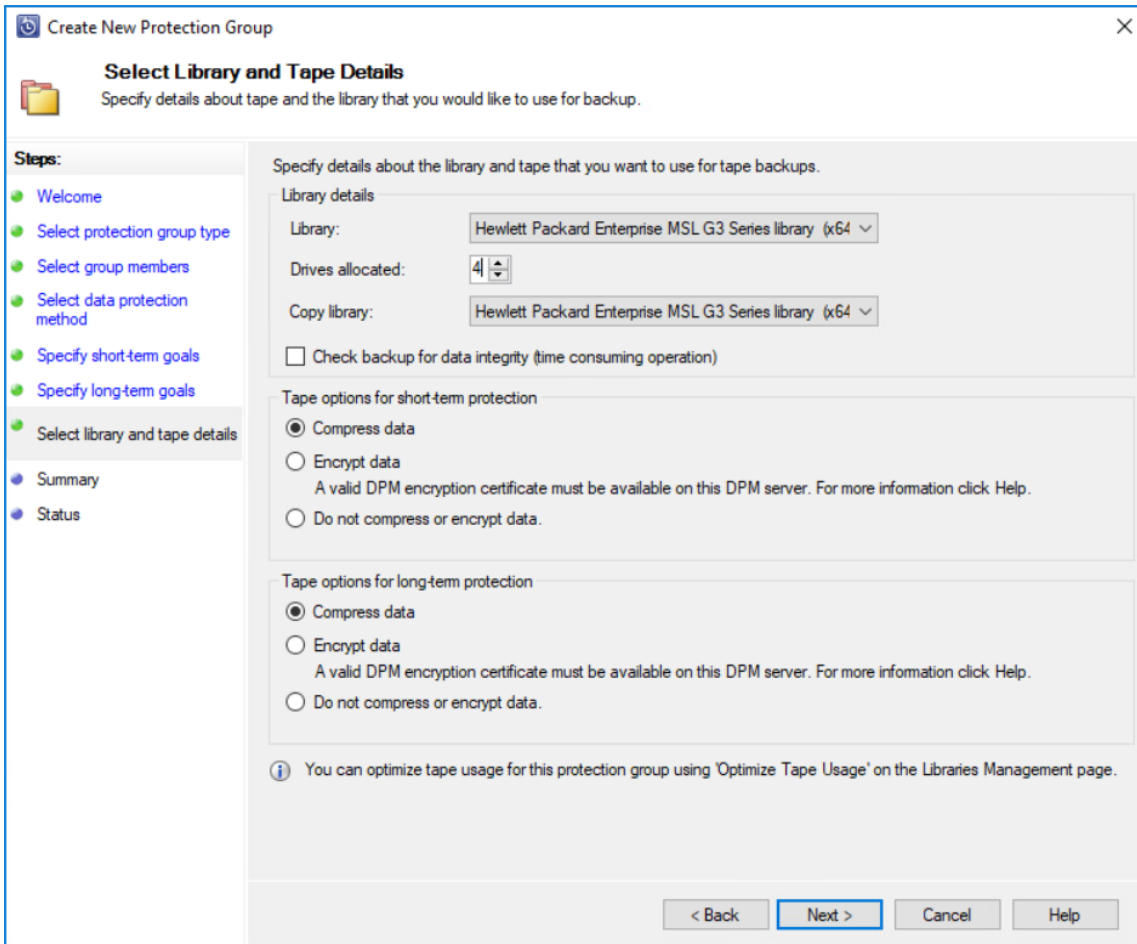 Create New Protection Group
Select Library and Tape Details
Specify details about tape and the library that you would like to use for backup.
Steps:
Welcome
Select protection group type
Select group members
Select data protection
method
Specify short-term goals
Specify long-term goals
Select library and tape details
Summary
Status
Specify details about the library and tape that you want to use for tape backups.
Library details
Library: Hewlett Packard Enterprise MSL G3 Series library (x64
Drives allocated: 4
Copy library: Hewlett Packard Enterprise MSL G3 Series library (x64
Check backup for data integrity (time consuming operation)
Tape options for short-term protection
Compress data
Encrypt data
A valid DPM encryption certificate must be available on this DPM server. For more information click Help.
Do not compress or encrypt data.
Tape options for long-term protection
Compress data
Encrypt data
A valid DPM encryption certificate must be available on this DPM server. For more information click Help.
Do not compress or encrypt data.
You can optimize tape usage for this protection group using 'Optimize Tape Usage' on the Libraries Management page.
< Back Next > Cancel Help